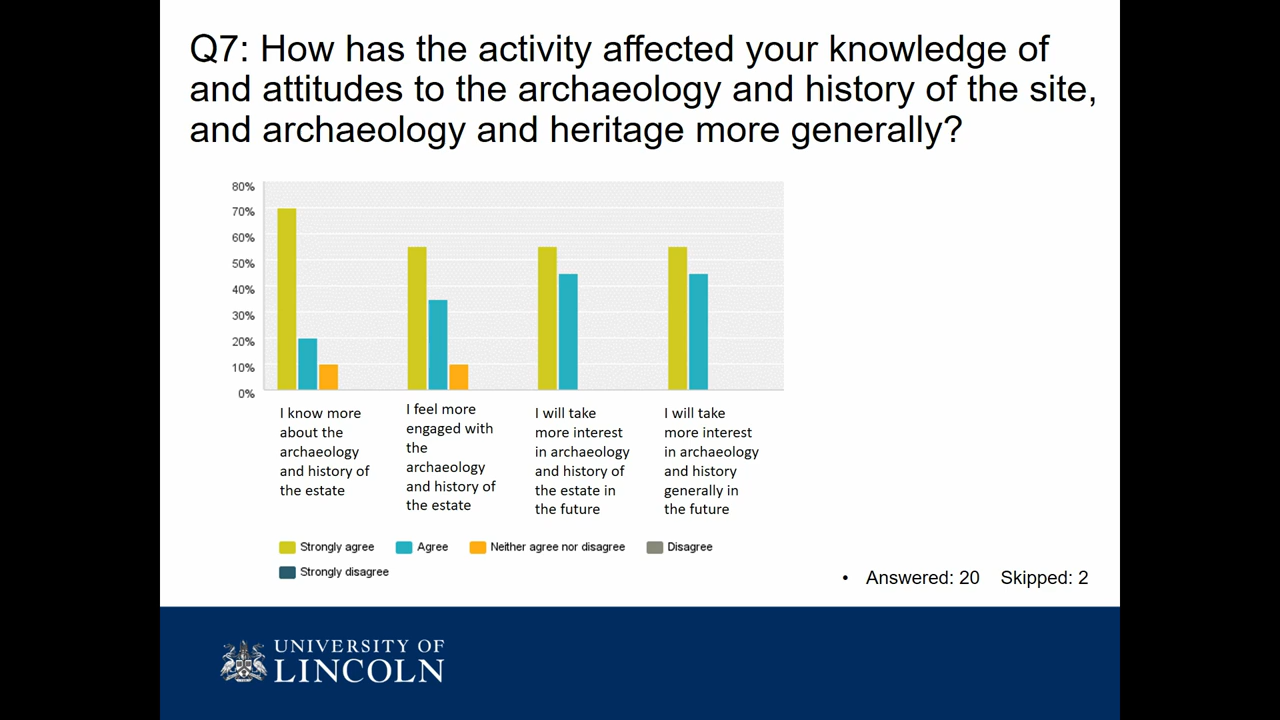 Q7: How has the activity affected your knowledge of
and attitudes to the archaeology and history of the site,
and archaeology and heritage more generally?
80%
70%
60%
50%
40%
30%
20%
10%
0%
I know more
about the
archaeology
and history of
the estate
I feel more
engaged with
the
archaeology
and history of
the estate
I will take
more interest
in archaeology
and history of
the estate in
the future
I will take
more interest
in archaeology
and history
generally in
the future
Strongly agree
Agree
Neither agree nor disagree
Disagree
Strongly disagree
• Answered: 20 Skipped: 2
UNIVERSITY OF
LINCOLN